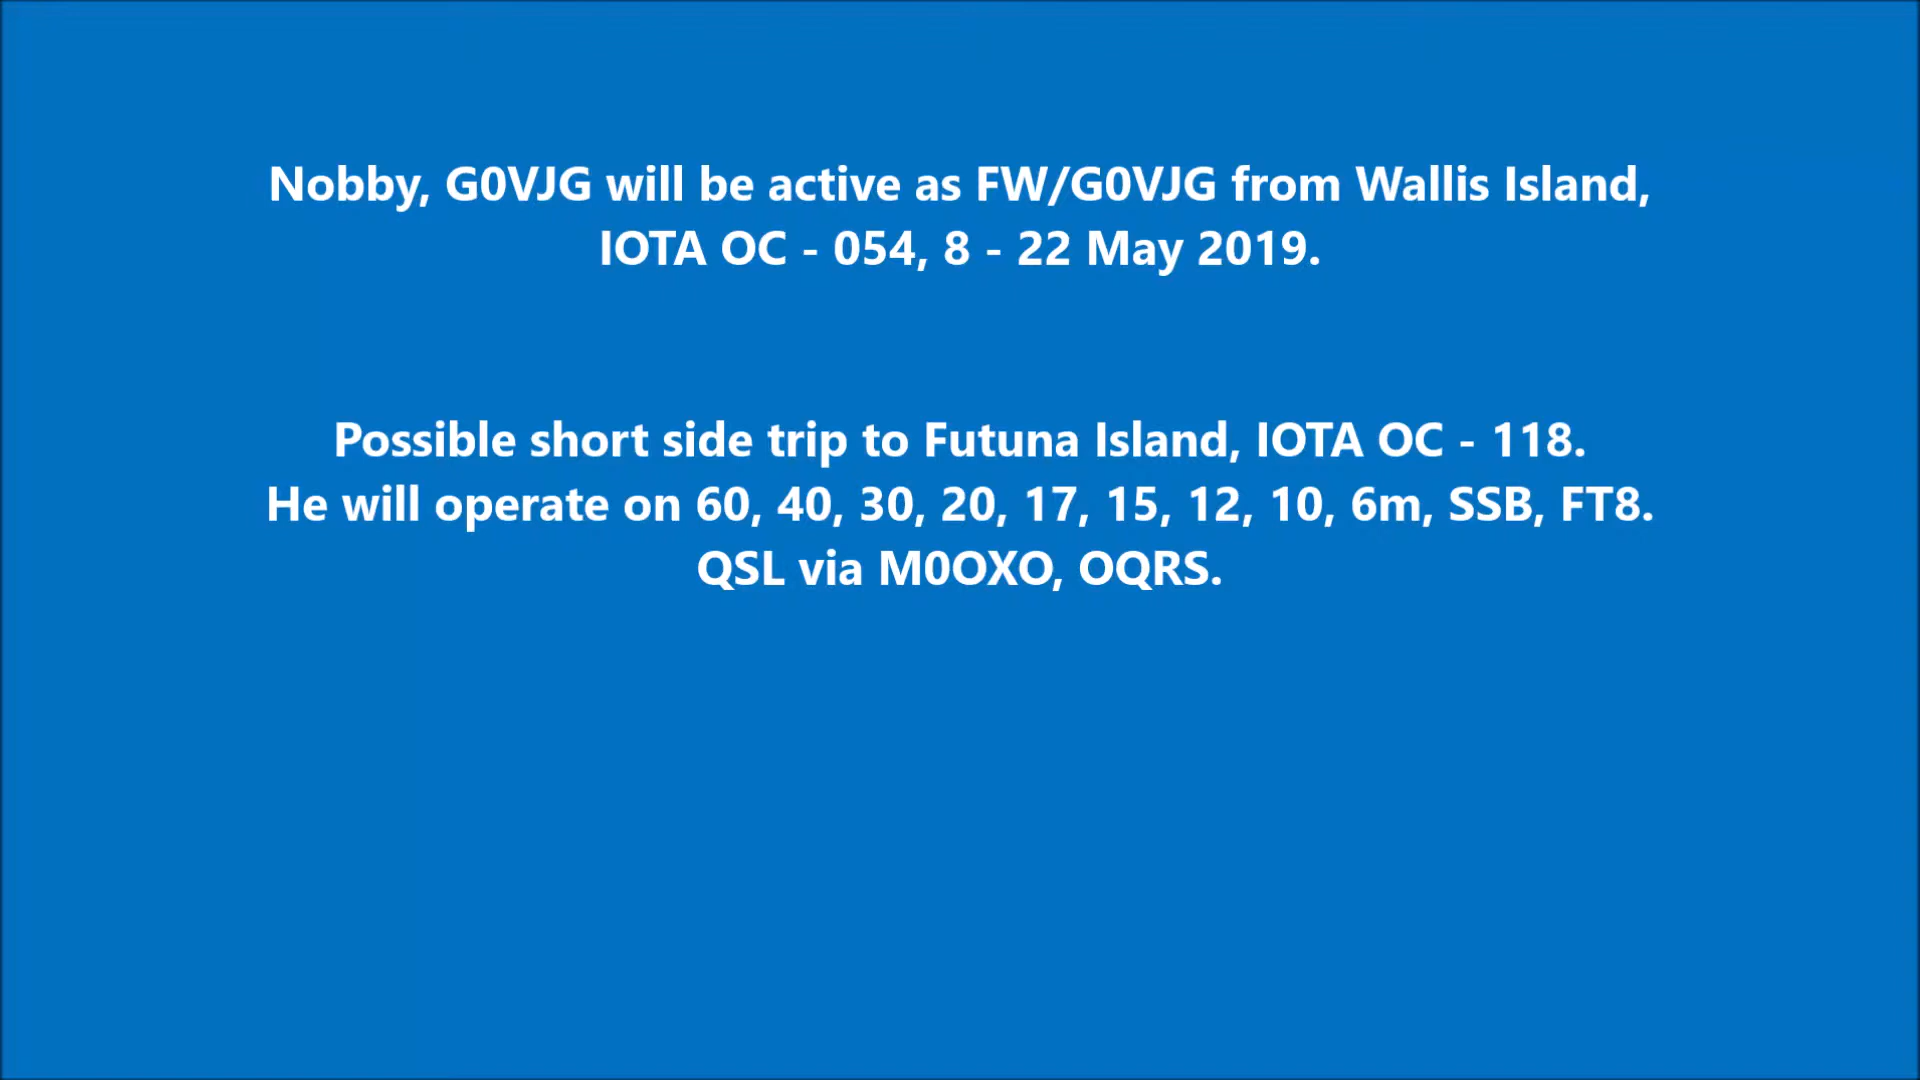 Nobby, G0VJG will be active as FW/G0VJG from Wallis Island,
IOTA OC - 054, 8 - 22 May 2019.
Possible short side trip to Futuna Island, IOTA OC - 118.
He will operate on 60, 40, 30, 20, 17, 15, 12, 10, 6m, SSB, FT8.
QSL via M0OXO, OQRS.